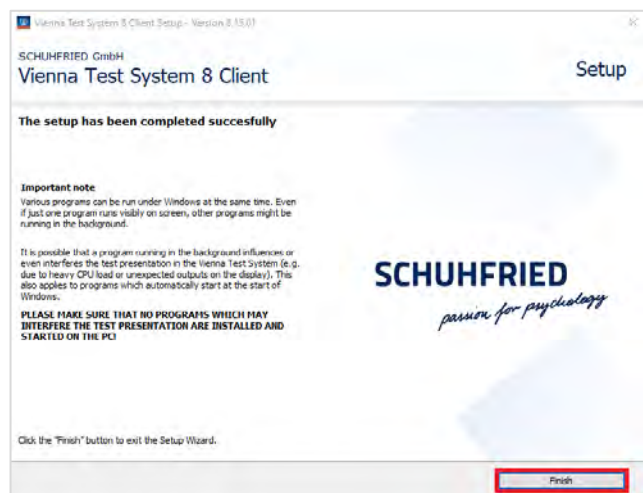 Vienna Test System 8 Client Setup - Version 8.15.01
SCHUHFRIED GmbH
Vienna Test System 8 Client
Setup
The setup has been completed succesfully
Important note
Various programs can be run under Windows at the same time. Even
if just one program runs visibly on screen, other programs might be
running in the background.
It is possible that a program running in the background influences or
even interferes the test presentation in the Vienna Test System (e.g.
due to heavy CPU load or unexpected outputs on the display). This
also applies to programs which automatically start at the start of
Windows.
PLEASE MAKE SURE THAT NO PROGRAMS WHICH MAY
INTERFERE THE TEST PRESENTATION ARE INSTALLED AND
STARTED ON THE PC!
SCHUHFRIED
passion for psychology
Click the "Finish" button to exit the Setup Wizard.
Finish